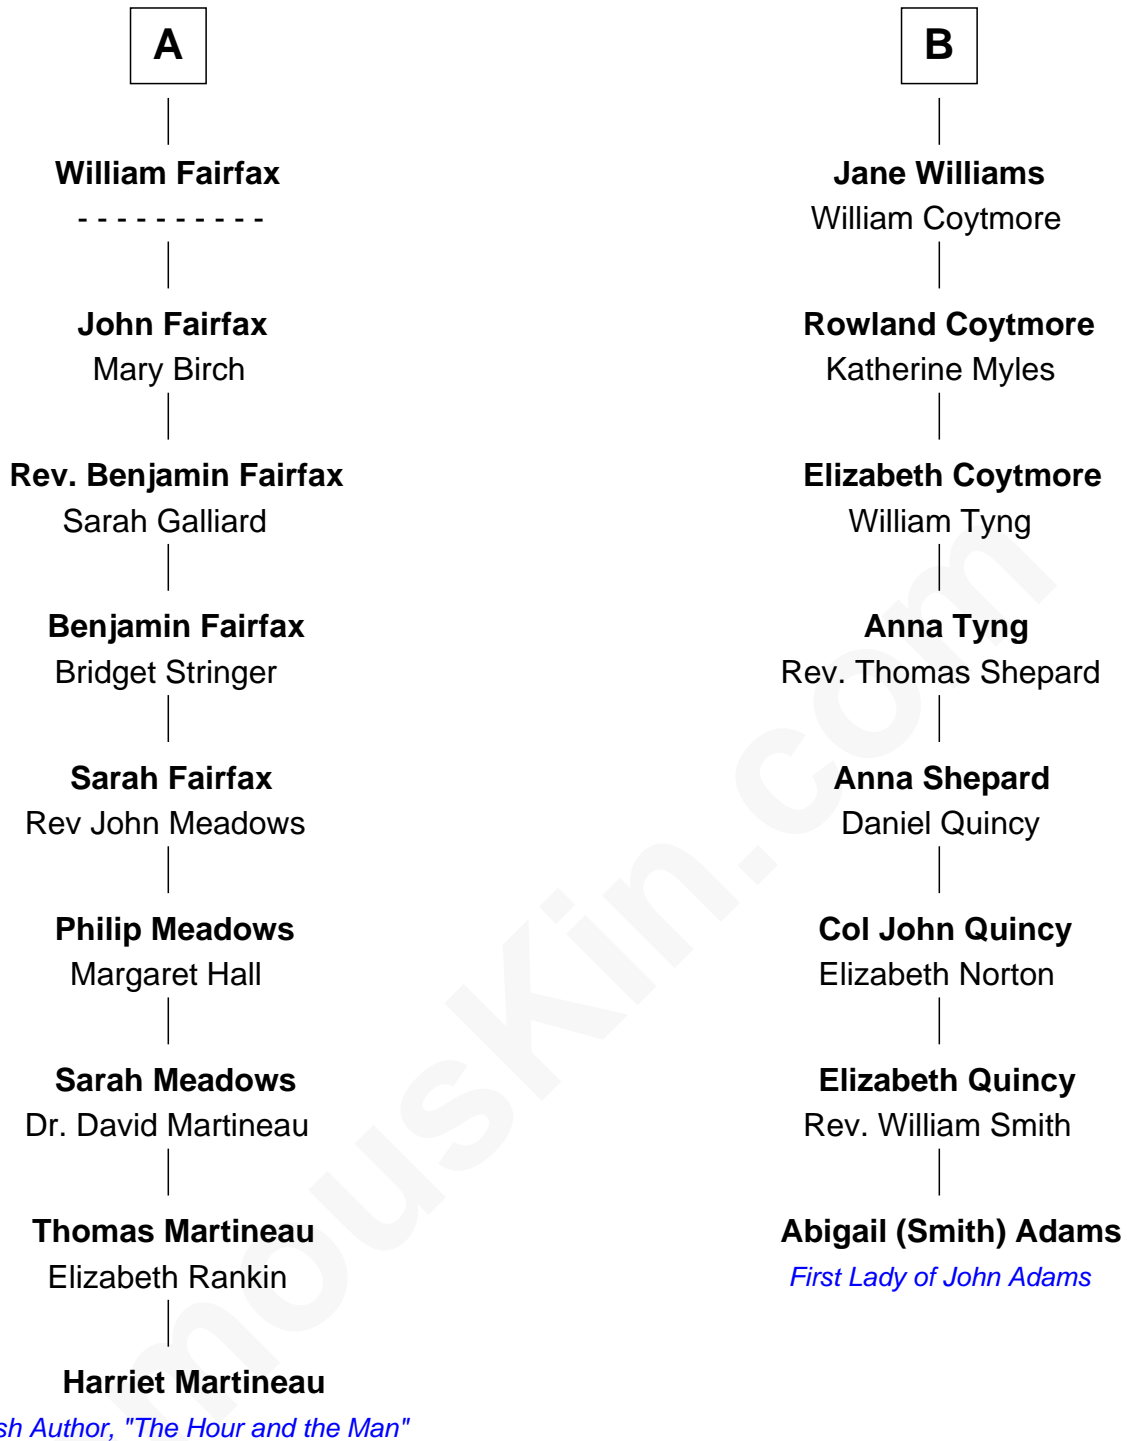 A
William Fairfax
- - - - - - - - - -
John Fairfax
Mary Birch
Rev. Benjamin Fairfax
Sarah Galliard
Benjamin Fairfax
Bridget Stringer
Sarah Fairfax
Rev John Meadows
Philip Meadows
Margaret Hall
Sarah Meadows
Dr. David Martineau
Thomas Martineau
Elizabeth Rankin
Harriet Martineau
sh Author, "The Hour and the Man"
B
Jane Williams
William Coytmore
Rowland Coytmore
Katherine Myles
Elizabeth Coytmore
William Tyng
Anna Tyng
Rev. Thomas Shepard
Anna Shepard
Daniel Quincy
Col John Quincy
Elizabeth Norton
Elizabeth Quincy
Rev. William Smith
Abigail (Smith) Adams
First Lady of John Adams
mousKin.com